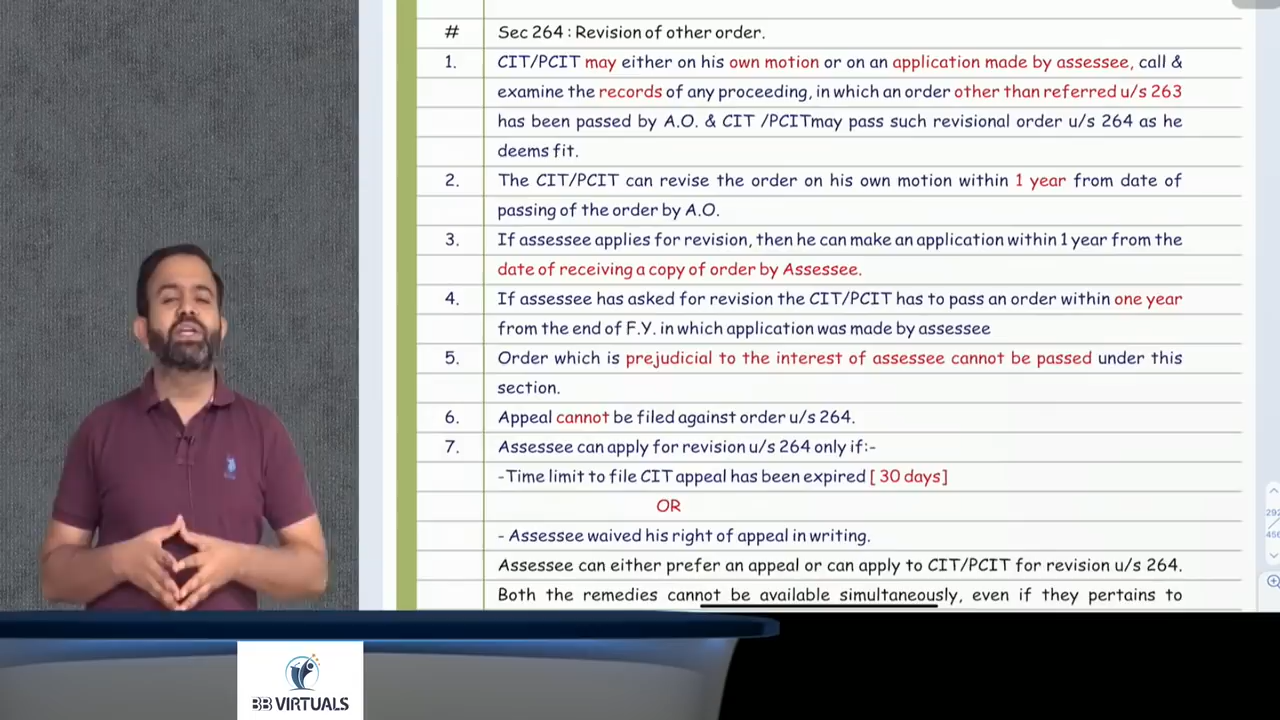 # Sec 264 : Revision of other order.
1. CIT/PCIT may either on his own motion or on an application made by assessee, call &
examine the records of any proceeding, in which an order other than referred u/s 263
has been passed by A.O. & CIT /PCITmay pass such revisional order u/s 264 as he
deems fit.
2. The CIT/PCIT can revise the order on his own motion within 1 year from date of
passing of the order by A.O.
3. If assessee applies for revision, then he can make an application within 1 year from the
date of receiving a copy of order by Assessee.
4. If assessee has asked for revision the CIT/PCIT has to pass an order within one year
from the end of F.Y. in which application was made by assessee
5. Order which is prejudicial to the interest of assessee cannot be passed under this
section.
6. Appeal cannot be filed against order u/s 264.
7. Assessee can apply for revision u/s 264 only if:-
-Time limit to file CIT appeal has been expired [ 30 days]
OR
- Assessee waived his right of appeal in writing.
Assessee can either prefer an appeal or can apply to CIT/PCIT for revision u/s 264.
Both the remedies cannot be available simultaneously, even if they pertains to
292
456
BB VIRTUALS